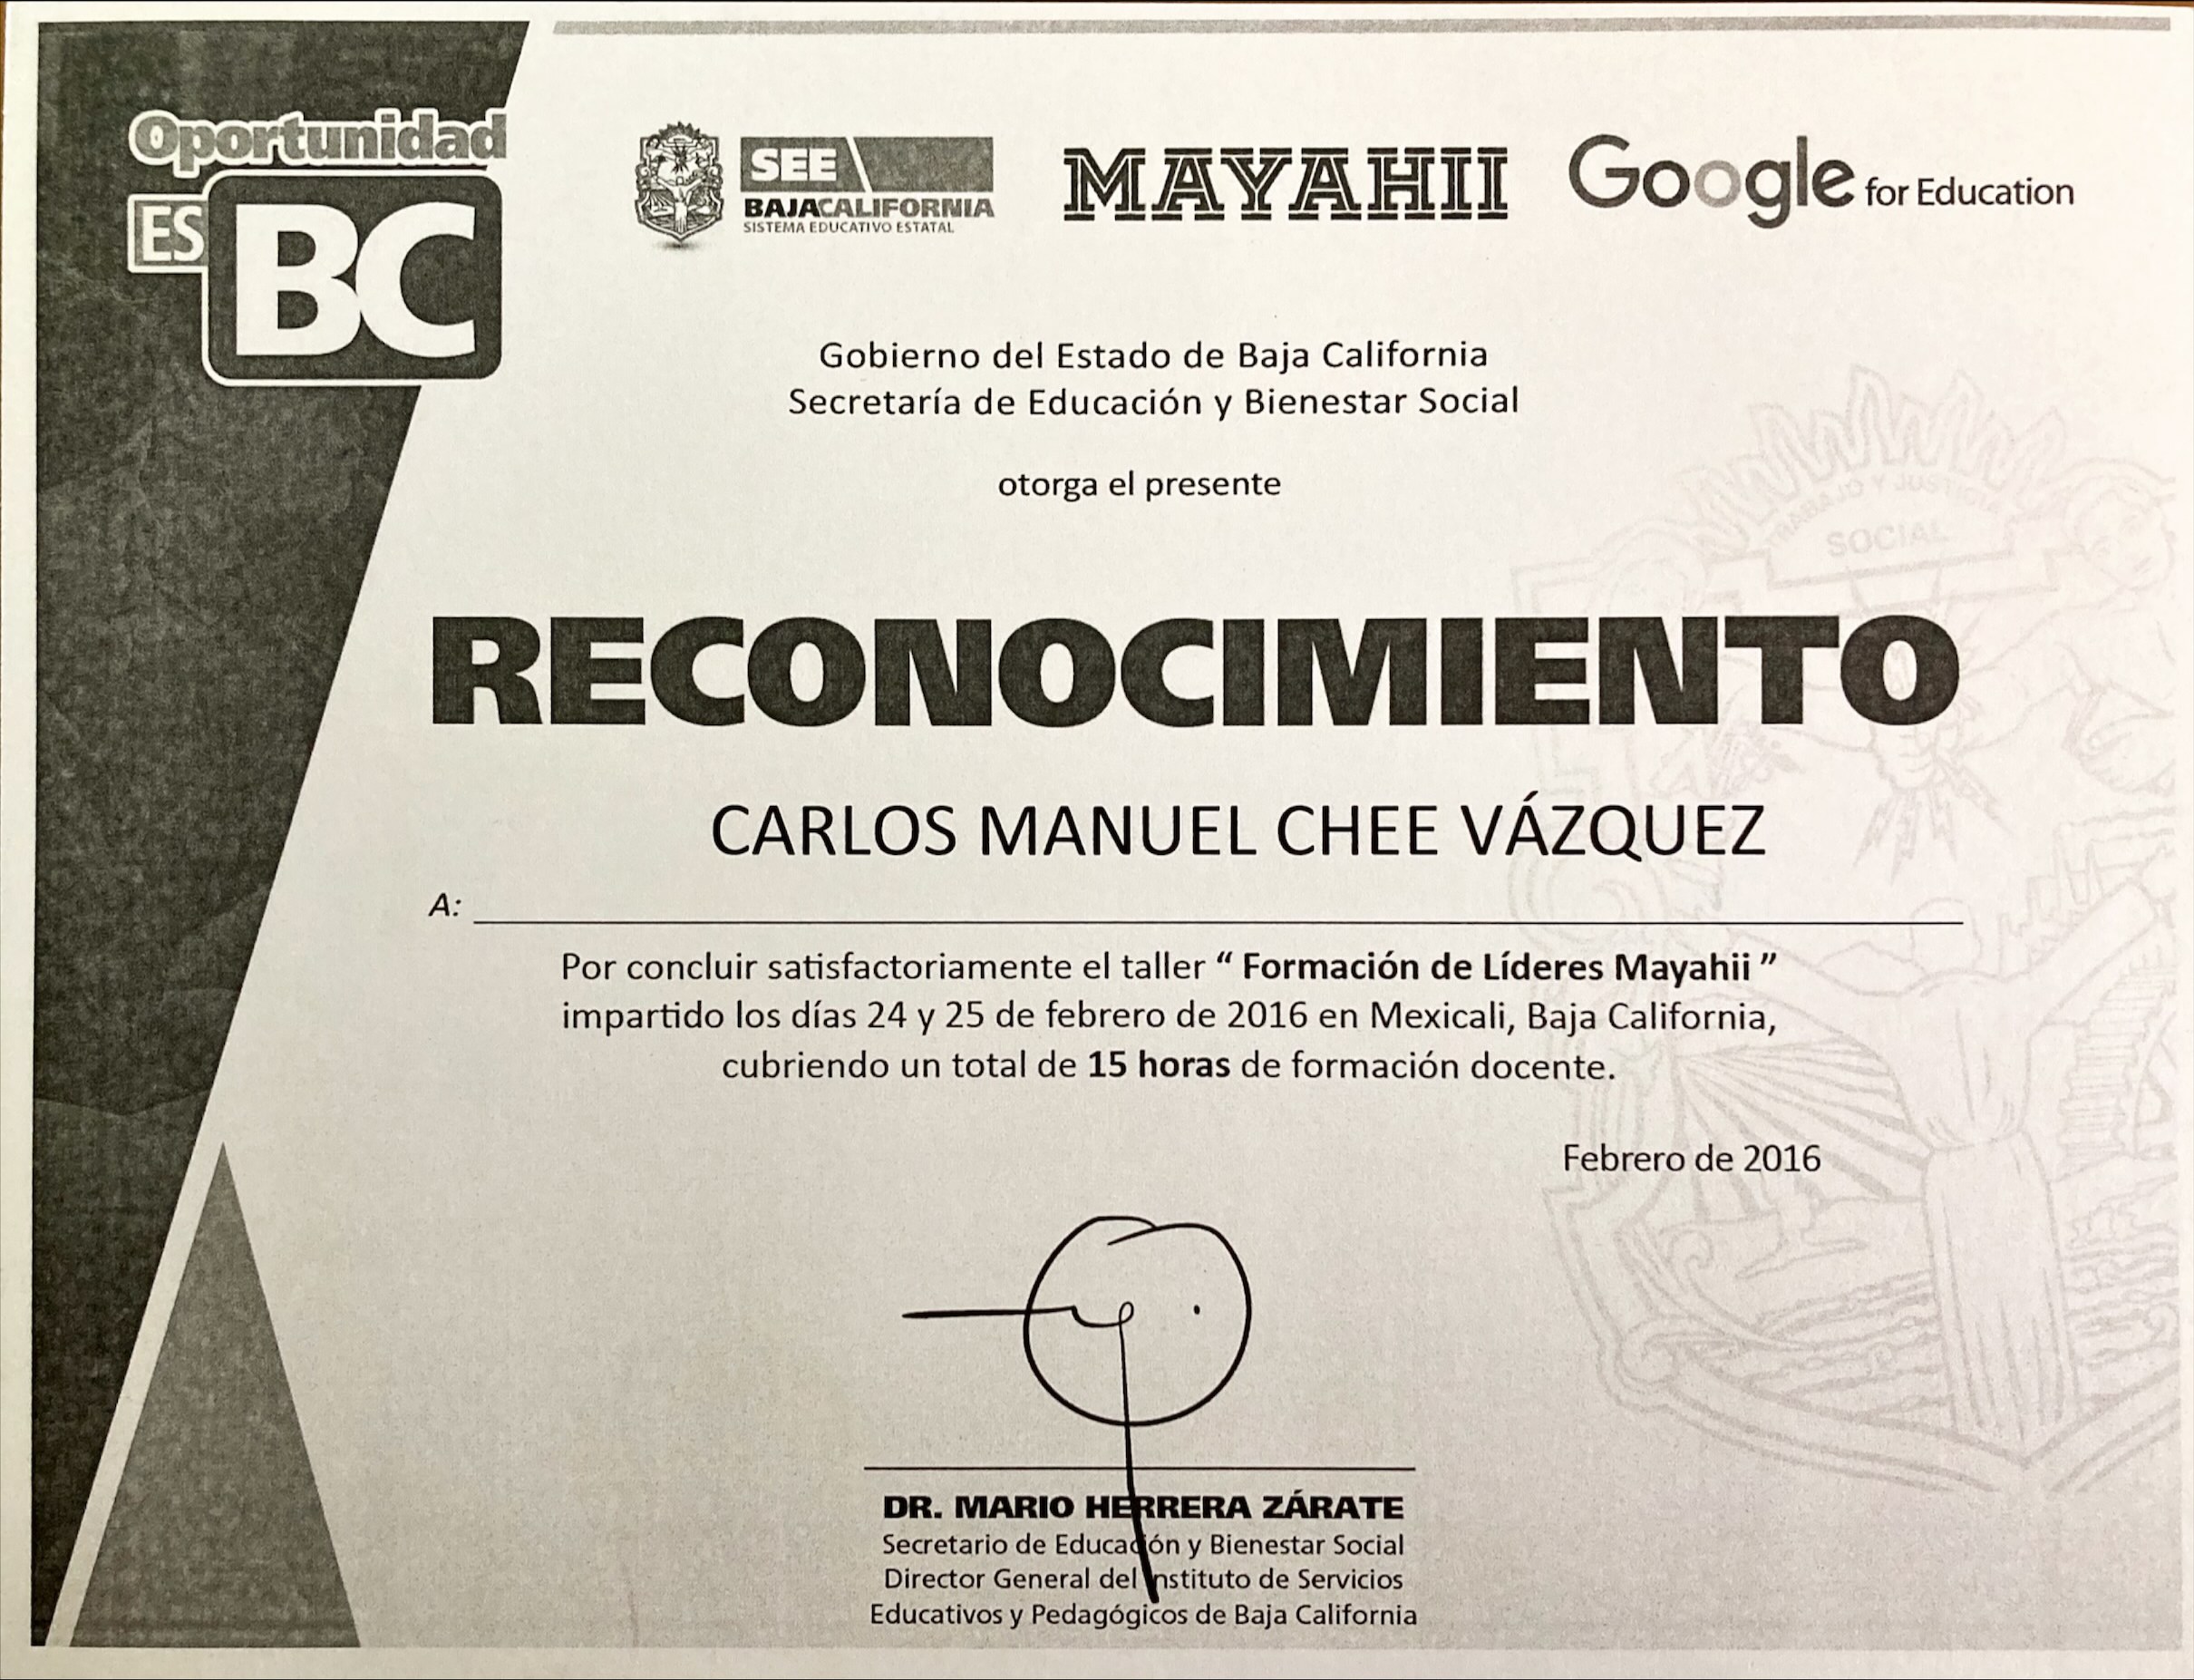 Oportunidad
ES BC
SEE
BAJACALIFORNIA
SISTEMA EDUCATIVO ESTATAL
MAYAHII
Google for Education
Gobierno del Estado de Baja California
Secretaría de Educación y Bienestar Social
otorga el presente
TRABAJO Y JUSTICIA
SOCIAL
RECONOCIMIENTO
CARLOS MANUEL CHEE VÁZQUEZ
A:
Por concluir satisfactoriamente el taller “ Formación de Líderes Mayahii ”
impartido los días 24 y 25 de febrero de 2016 en Mexicali, Baja California,
cubriendo un total de 15 horas de formación docente.
Febrero de 2016
DR. MARIO HERRERA ZÁRATE
Secretario de Educación y Bienestar Social
Director General del Instituto de Servicios
Educativos y Pedagógicos de Baja California